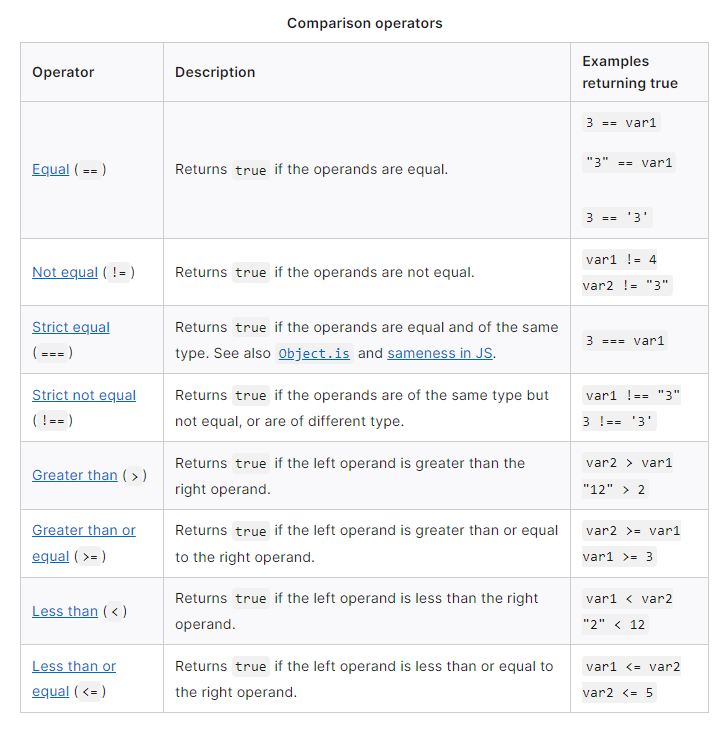 Comparison operators
Operator
Description
Examples
returning true
Equal ( == )
Returns true if the operands are equal.
3 == var1
"3" == var1
3 == '3'
Not equal ( != )
Returns true if the operands are not equal.
var1 != 4
var2 != "3"
Strict equal
( === )
Returns true if the operands are equal and of the same
type. See also Object.is and sameness in JS.
3 === var1
Strict not equal
( !== )
Returns true if the operands are of the same type but
not equal, or are of different type.
var1 !== "3"
3 !== '3'
Greater than ( > )
Returns true if the left operand is greater than the
right operand.
var2 > var1
"12" > 2
Greater than or
equal ( >= )
Returns true if the left operand is greater than or equal
to the right operand.
var2 >= var1
var1 >= 3
Less than ( < )
Returns true if the left operand is less than the right
operand.
var1 < var2
"2" < 12
Less than or
equal ( <= )
Returns true if the left operand is less than or equal to
the right operand.
var1 <= var2
var2 <= 5